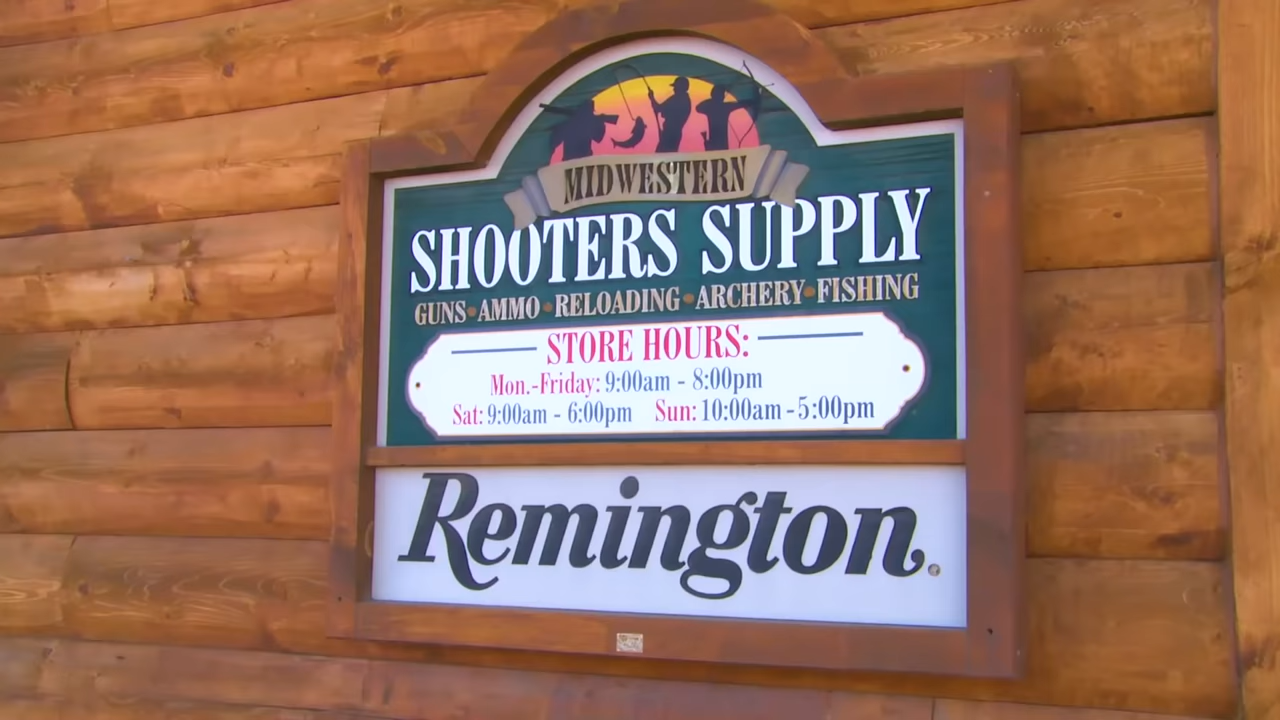 MIDWESTERN
SHOOTERS SUPPLY
GUNS•AMMO•RELOADING•ARCHERY•FISHING
STORE HOURS:
Mon.-Friday: 9:00am - 8:00pm
Sat: 9:00am - 6:00pm Sun: 10:00am - 5:00pm
Remington®